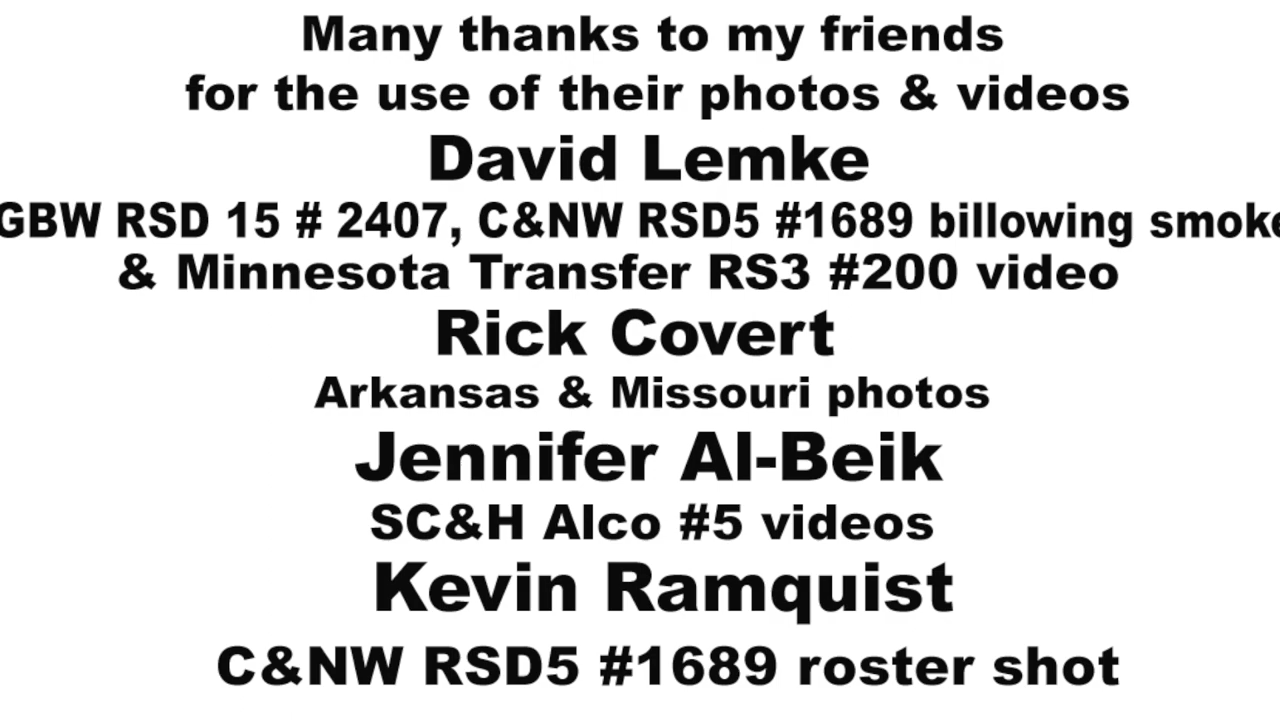 Many thanks to my friends
for the use of their photos & videos
David Lemke
GBW RSD 15 # 2407, C&NW RSD5 #1689 billowing smoke
& Minnesota Transfer RS3 #200 video
Rick Covert
Arkansas & Missouri photos
Jennifer Al-Beik
SC&H Alco #5 videos
Kevin Ramquist
C&NW RSD5 #1689 roster shot